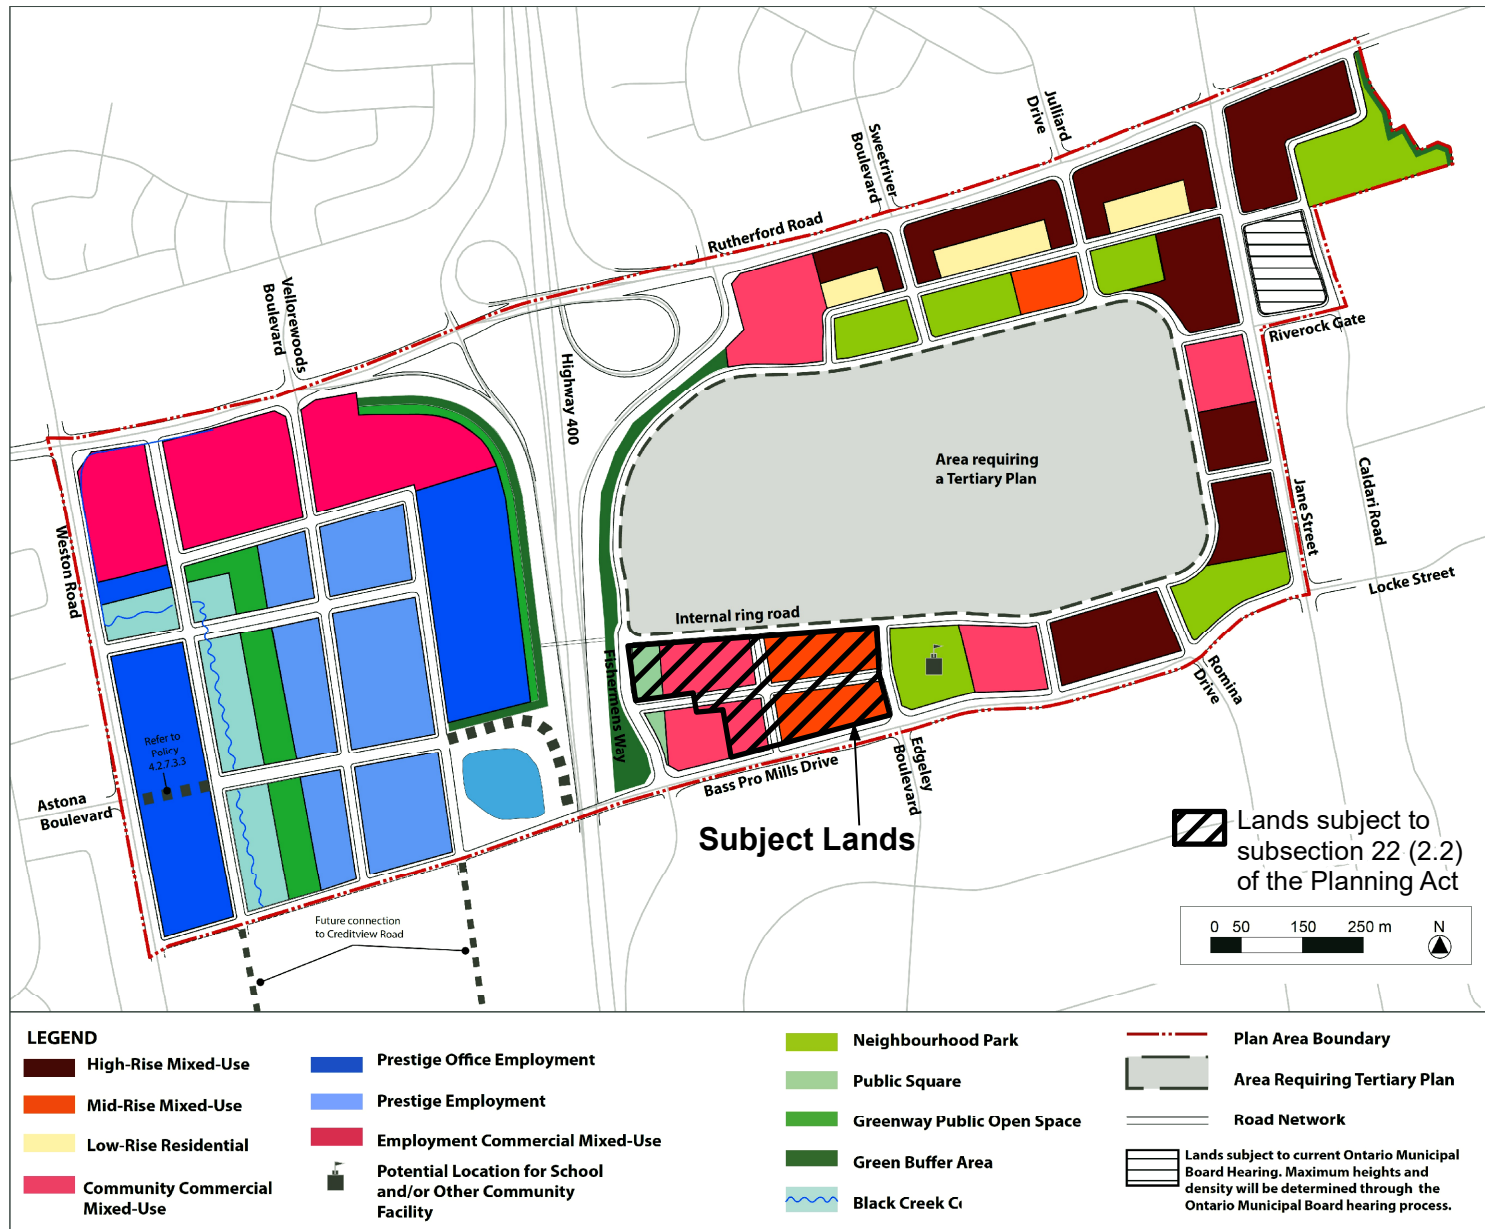 Julliard
Drive
Sweetriver
Boulevard
Rutherford Road
Vellorewoods
Boulevard
Highway 400
Riverock Gate
Area requiring
a Tertiary Plan
Caldari Road
Jane Street
Weston Road
Locke Street
Internal ring road
Fishermens Way
Romina
Drive
Refer to
Policy
4.2.7.3.3
Edgeley
Boulevard
Bass Pro Mills Drive
Astona
Boulevard
Subject Lands
Lands subject to
subsection 22 (2.2)
of the Planning Act
Future connection
to Creditview Road
0 50 150 250 m
N
LEGEND
High-Rise Mixed-Use
Mid-Rise Mixed-Use
Low-Rise Residential
Community Commercial
Mixed-Use
Prestige Office Employment
Prestige Employment
Employment Commercial Mixed-Use
Potential Location for School
and/or Other Community
Facility
Neighbourhood Park
Public Square
Greenway Public Open Space
Green Buffer Area
Black Creek
Plan Area Boundary
Area Requiring Tertiary Plan
Road Network
Lands subject to current Ontario Municipal
Board Hearing. Maximum heights and
density will be determined through the
Ontario Municipal Board hearing process.